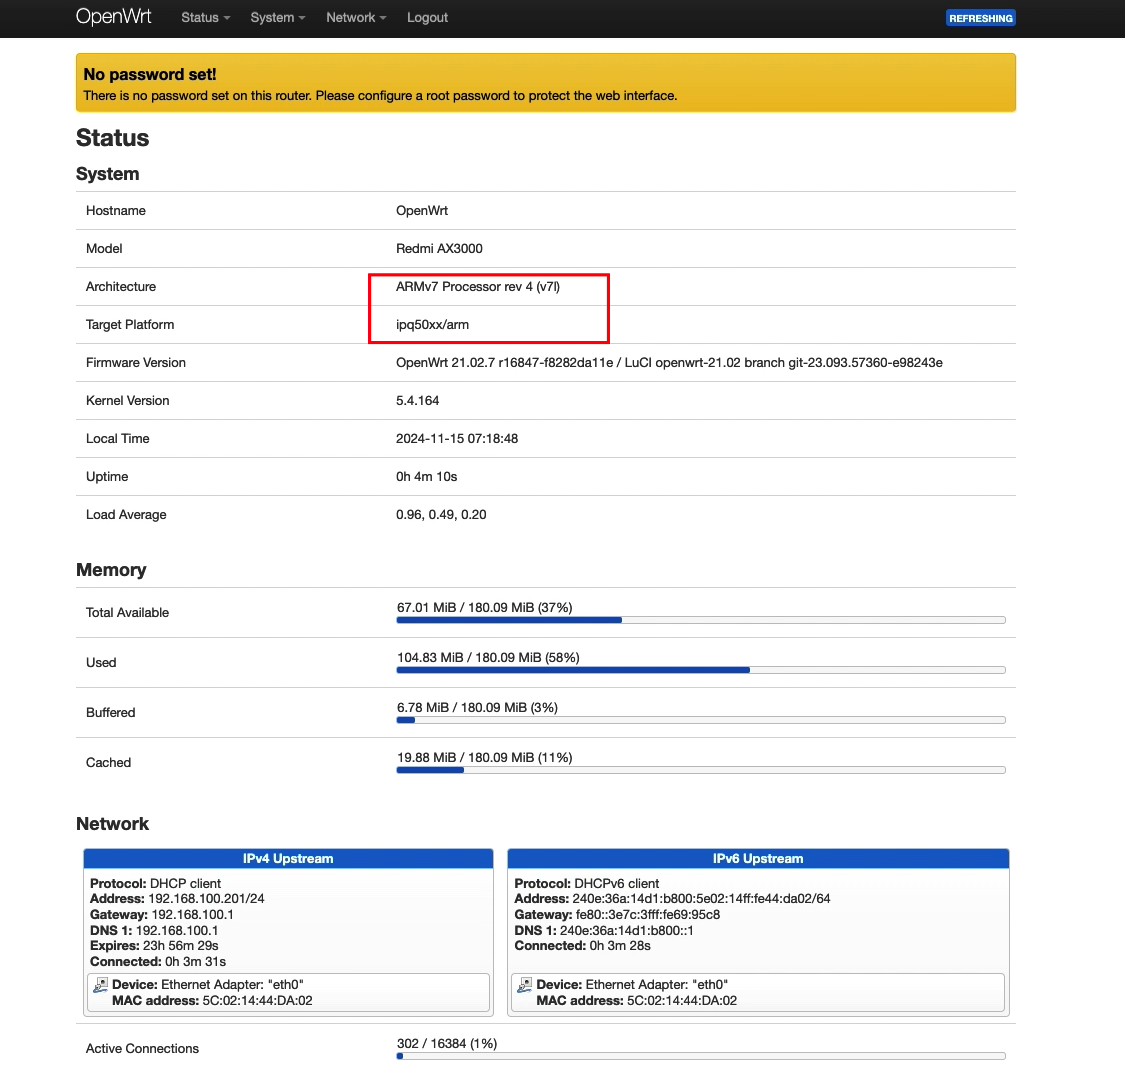 OpenWrt Status System Network Logout REFRESHING
No password set!
There is no password set on this router. Please configure a root password to protect the web interface.
Status
System
Hostname OpenWrt
Model Redmi AX3000
Architecture ARMv7 Processor rev 4 (v7l)
Target Platform ipq50xx/arm
Firmware Version OpenWrt 21.02.7 r16847-f8282da11e / LuCI openwrt-21.02 branch git-23.093.57360-e98243e
Kernel Version 5.4.164
Local Time 2024-11-15 07:18:48
Uptime 0h 4m 10s
Load Average 0.96, 0.49, 0.20
Memory
Total Available 67.01 MiB / 180.09 MiB (37%)
Used 104.83 MiB / 180.09 MiB (58%)
Buffered 6.78 MiB / 180.09 MiB (3%)
Cached 19.88 MiB / 180.09 MiB (11%)
Network
IPv4 Upstream
Protocol: DHCP client
Address: 192.168.100.201/24
Gateway: 192.168.100.1
DNS 1: 192.168.100.1
Expires: 23h 56m 29s
Connected: 0h 3m 31s
Device: Ethernet Adapter: "eth0"
MAC address: 5C:02:14:44:DA:02
IPv6 Upstream
Protocol: DHCPv6 client
Address: 240e:36a:14d1:b800:5e02:14ff:fe44:da02/64
Gateway: fe80::3e7c:3fff:fe69:95c8
DNS 1: 240e:36a:14d1:b800::1
Connected: 0h 3m 28s
Device: Ethernet Adapter: "eth0"
MAC address: 5C:02:14:44:DA:02
Active Connections 302 / 16384 (1%)